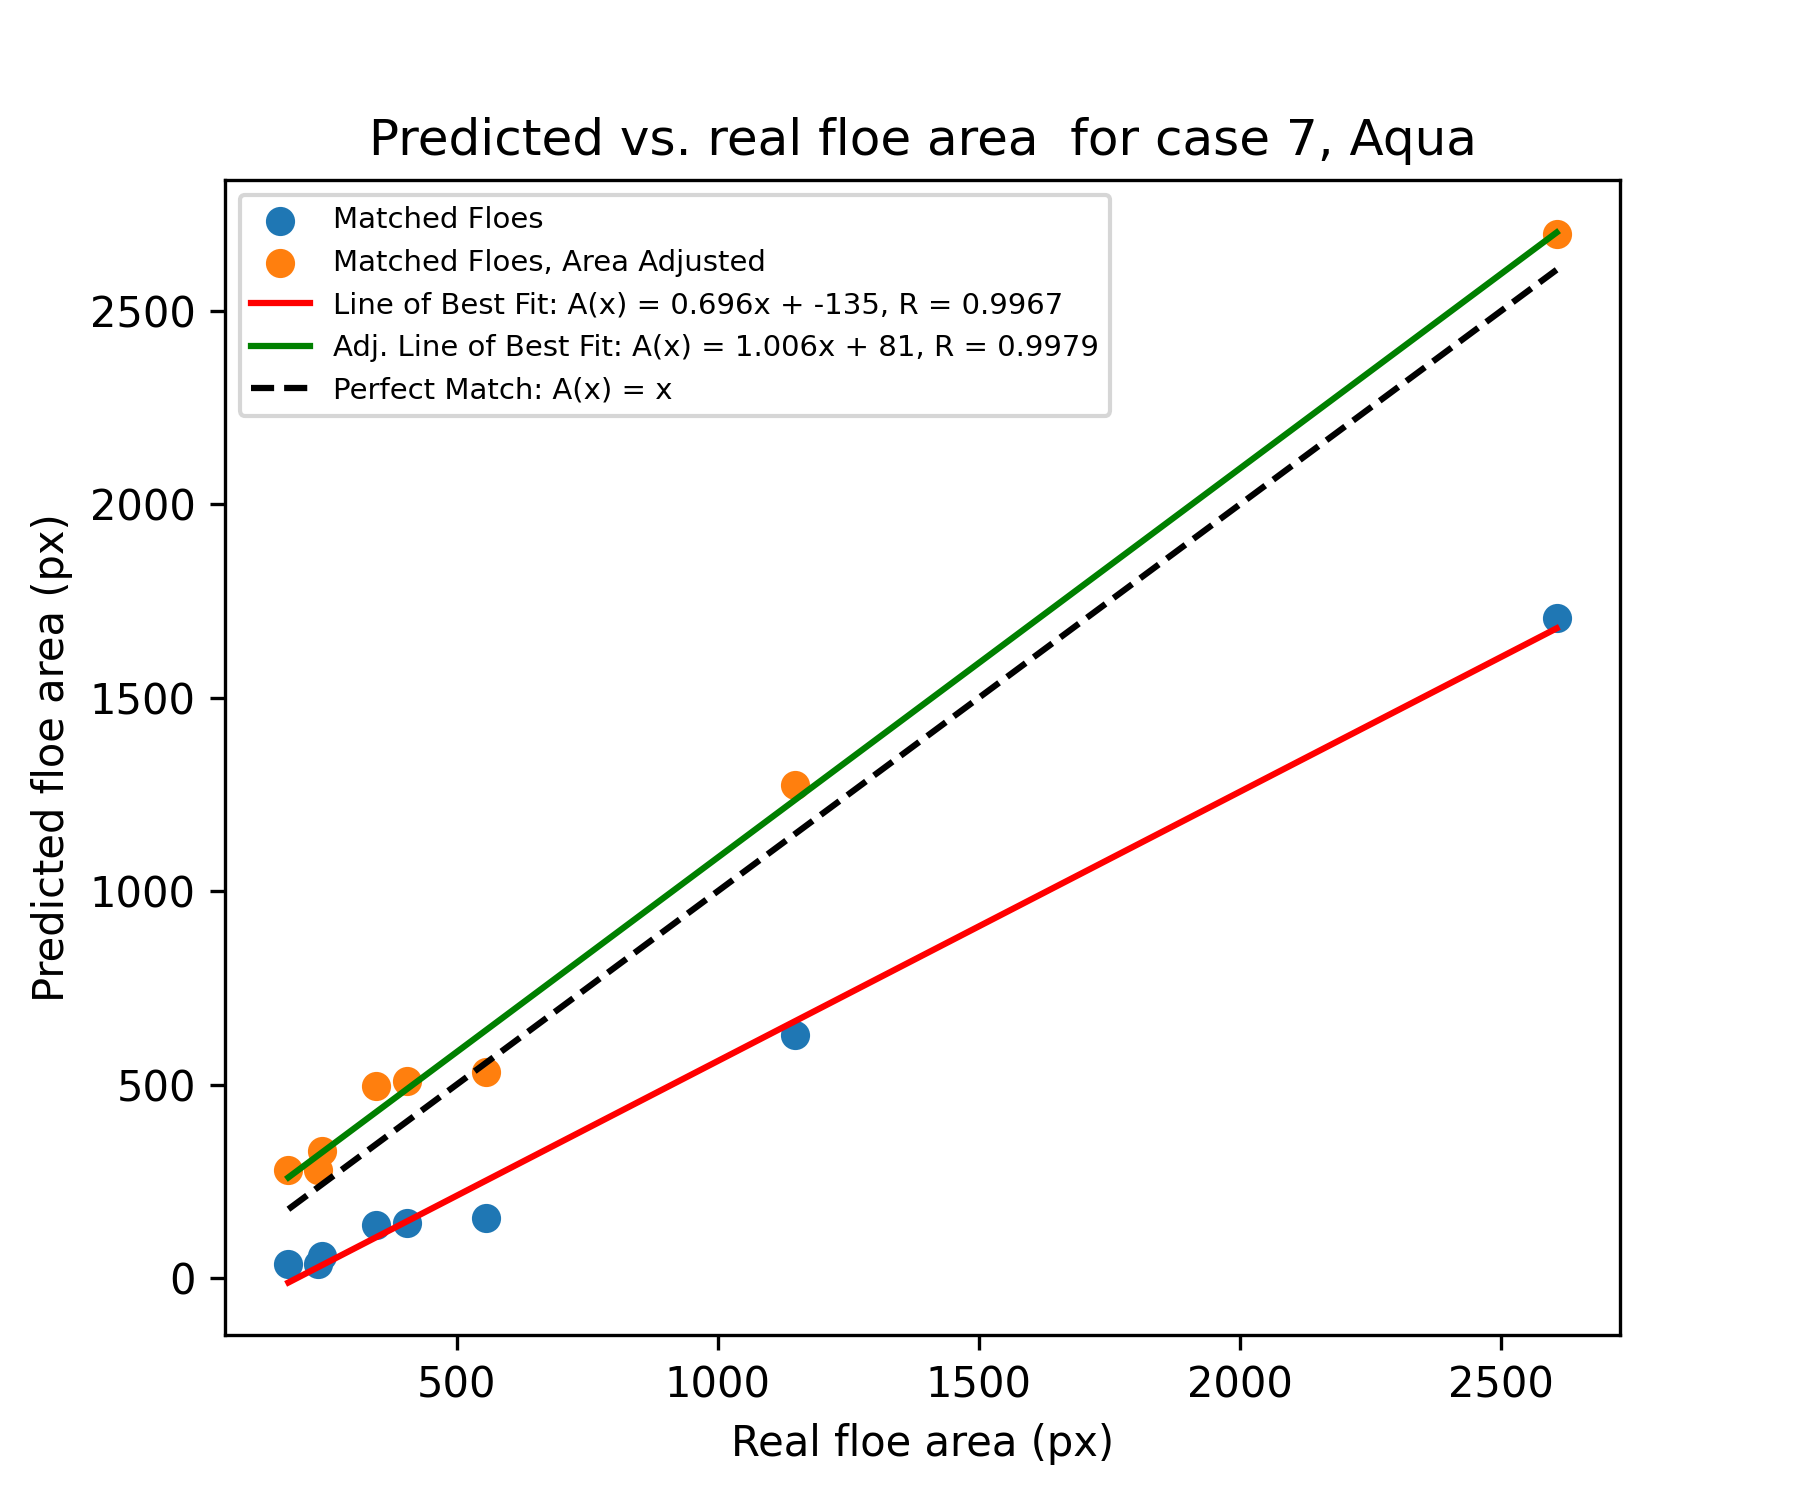 Predicted vs. real floe area  for case 7, Aqua
Matched Floes
Matched Floes, Area Adjusted
Line of Best Fit: A(x) = 0.696x + -135, R = 0.9967
Adj. Line of Best Fit: A(x) = 1.006x + 81, R = 0.9979
Perfect Match: A(x) = x
Predicted floe area (px)
2500
2000
1500
1000
500
0
500 1000 1500 2000 2500
Real floe area (px)